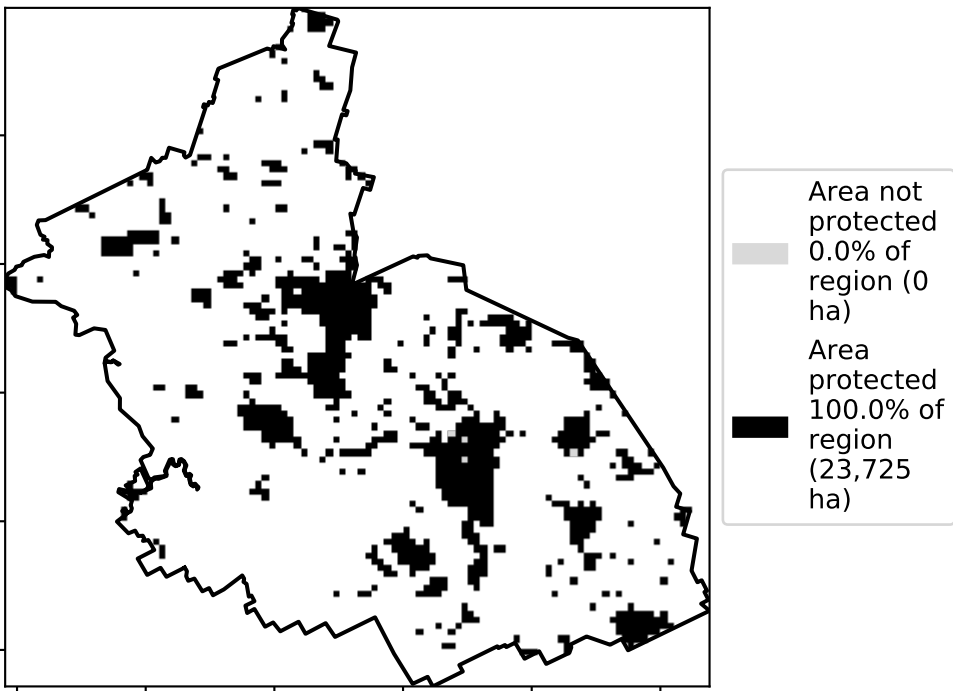 Area not
protected
0.0% of
region (0
ha)
Area
protected
100.0% of
region
(23,725
ha)